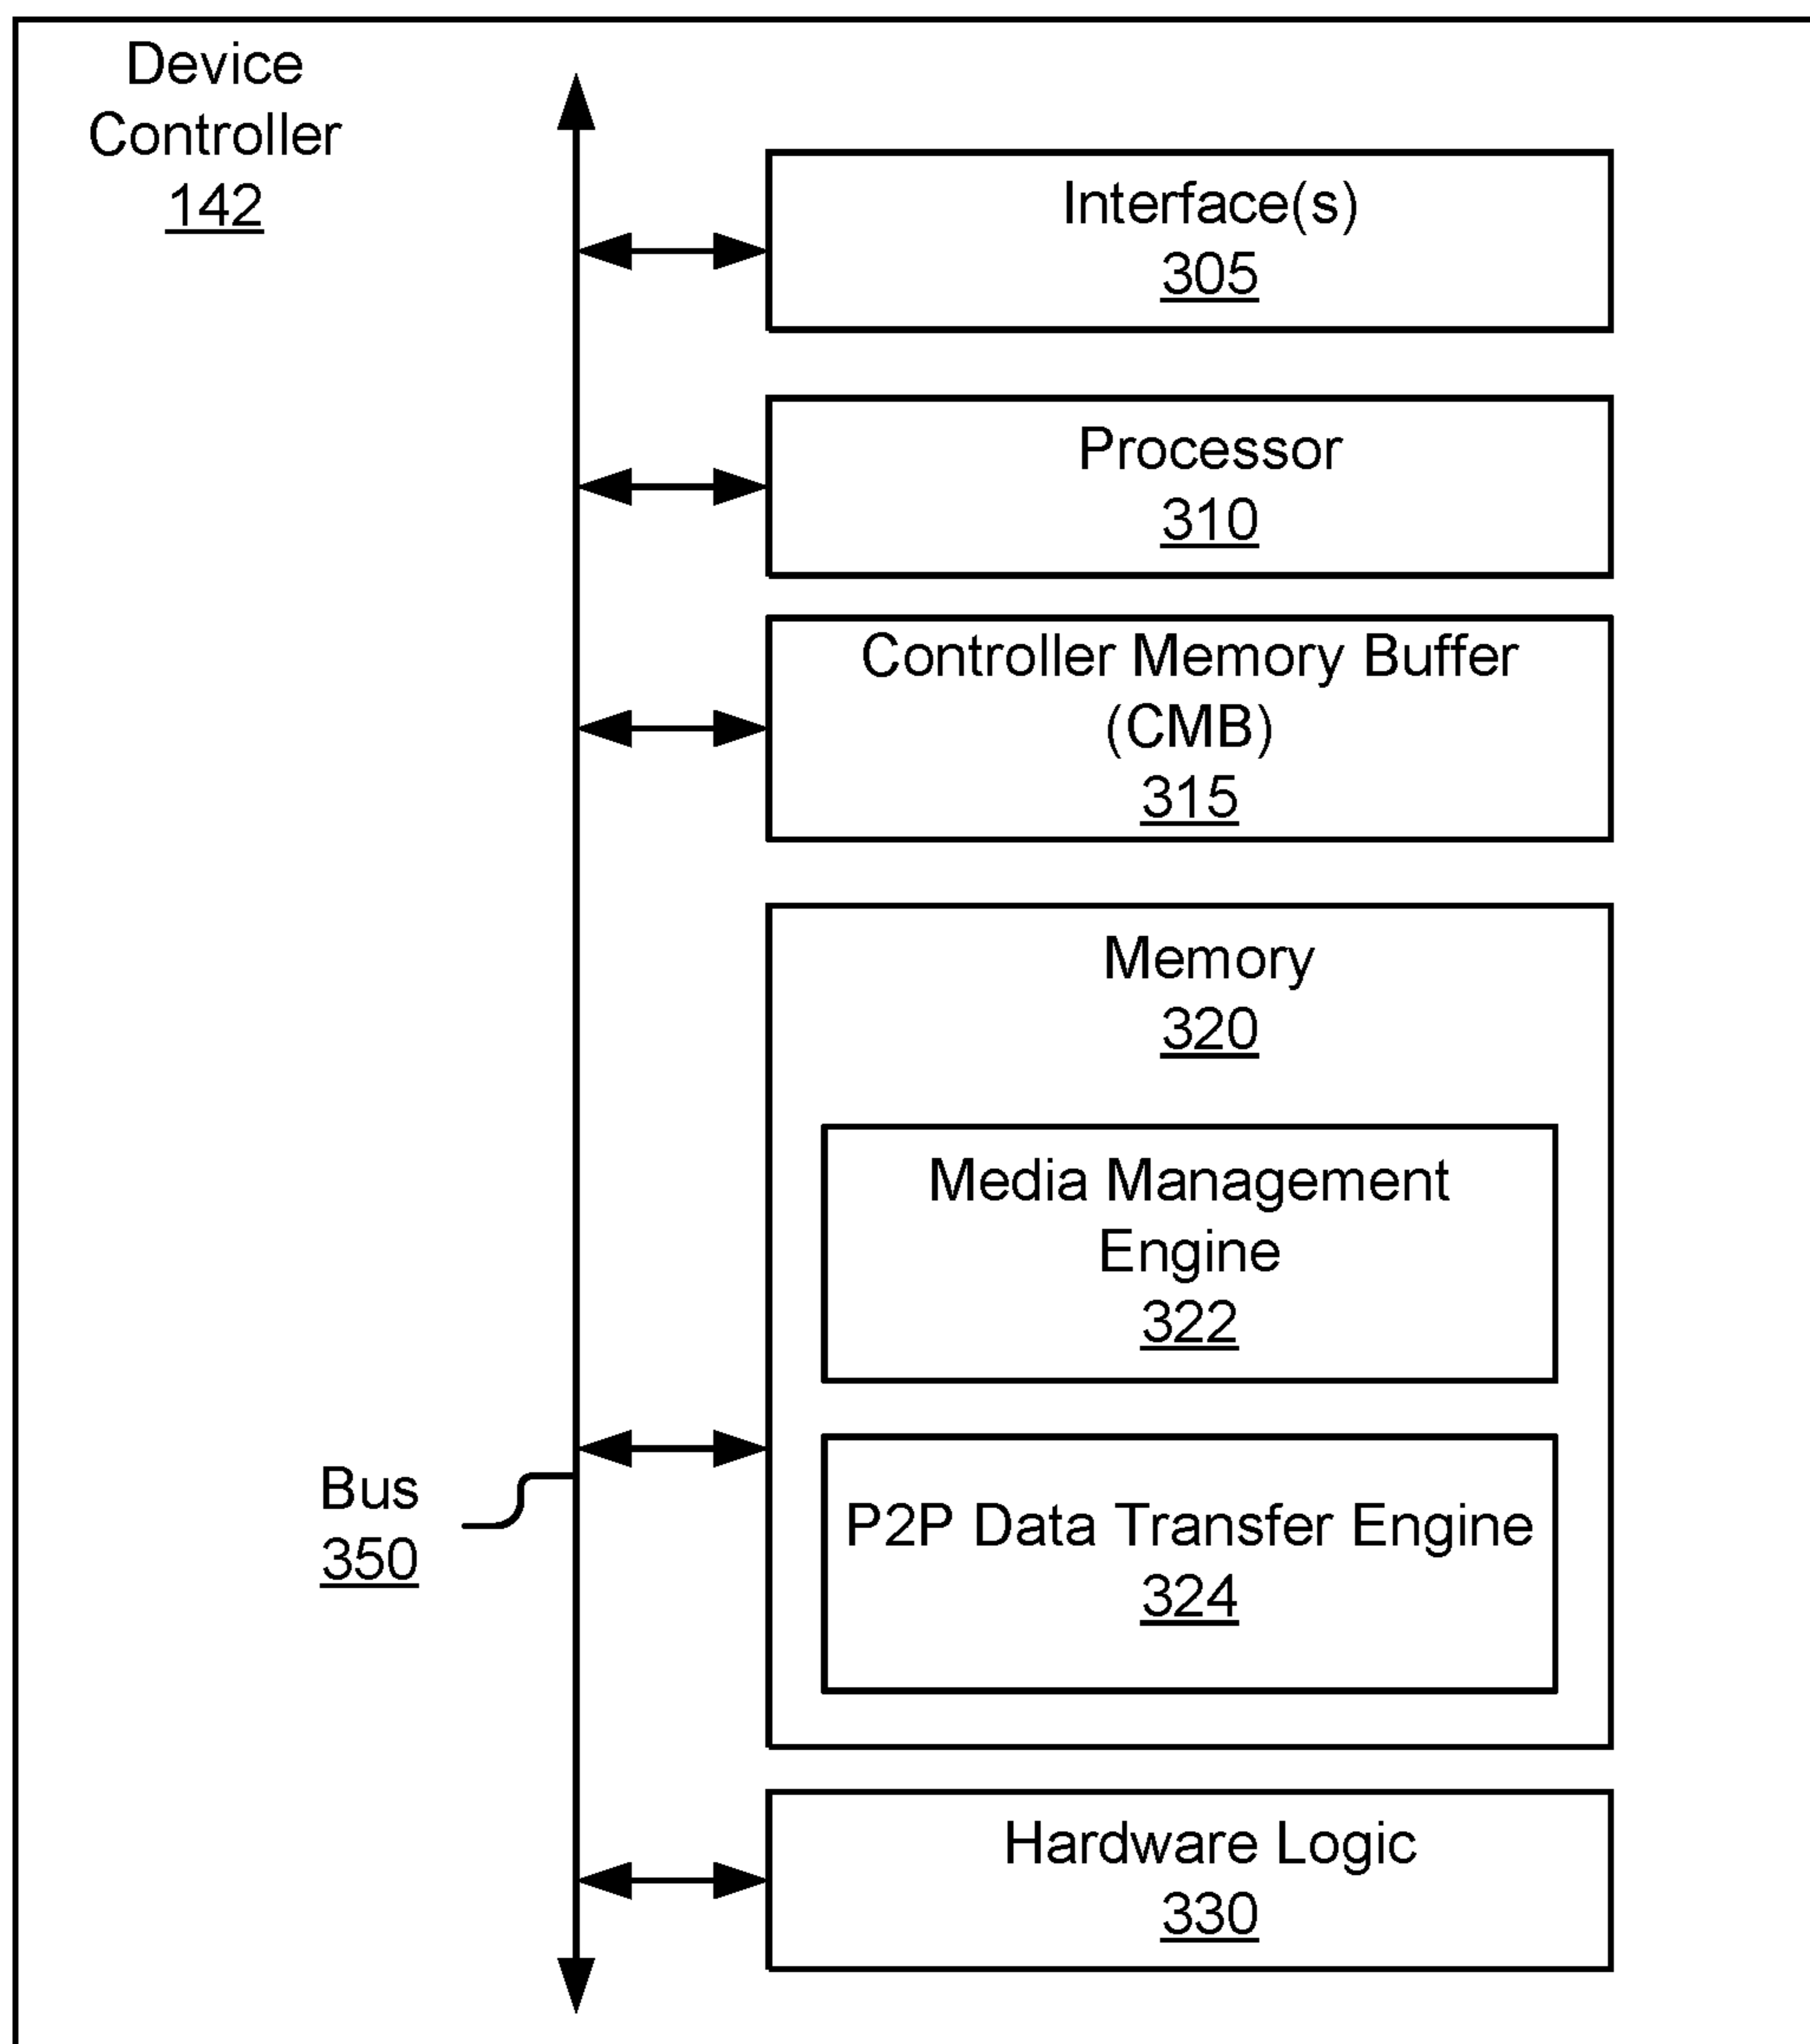 Device
Controller
142
Interface(s)
305
Processor
310
Controller Memory Buffer
(CMB)
315
Memory
320
Media Management
Engine
322
Bus
350
P2P Data Transfer Engine
324
Hardware Logic
330